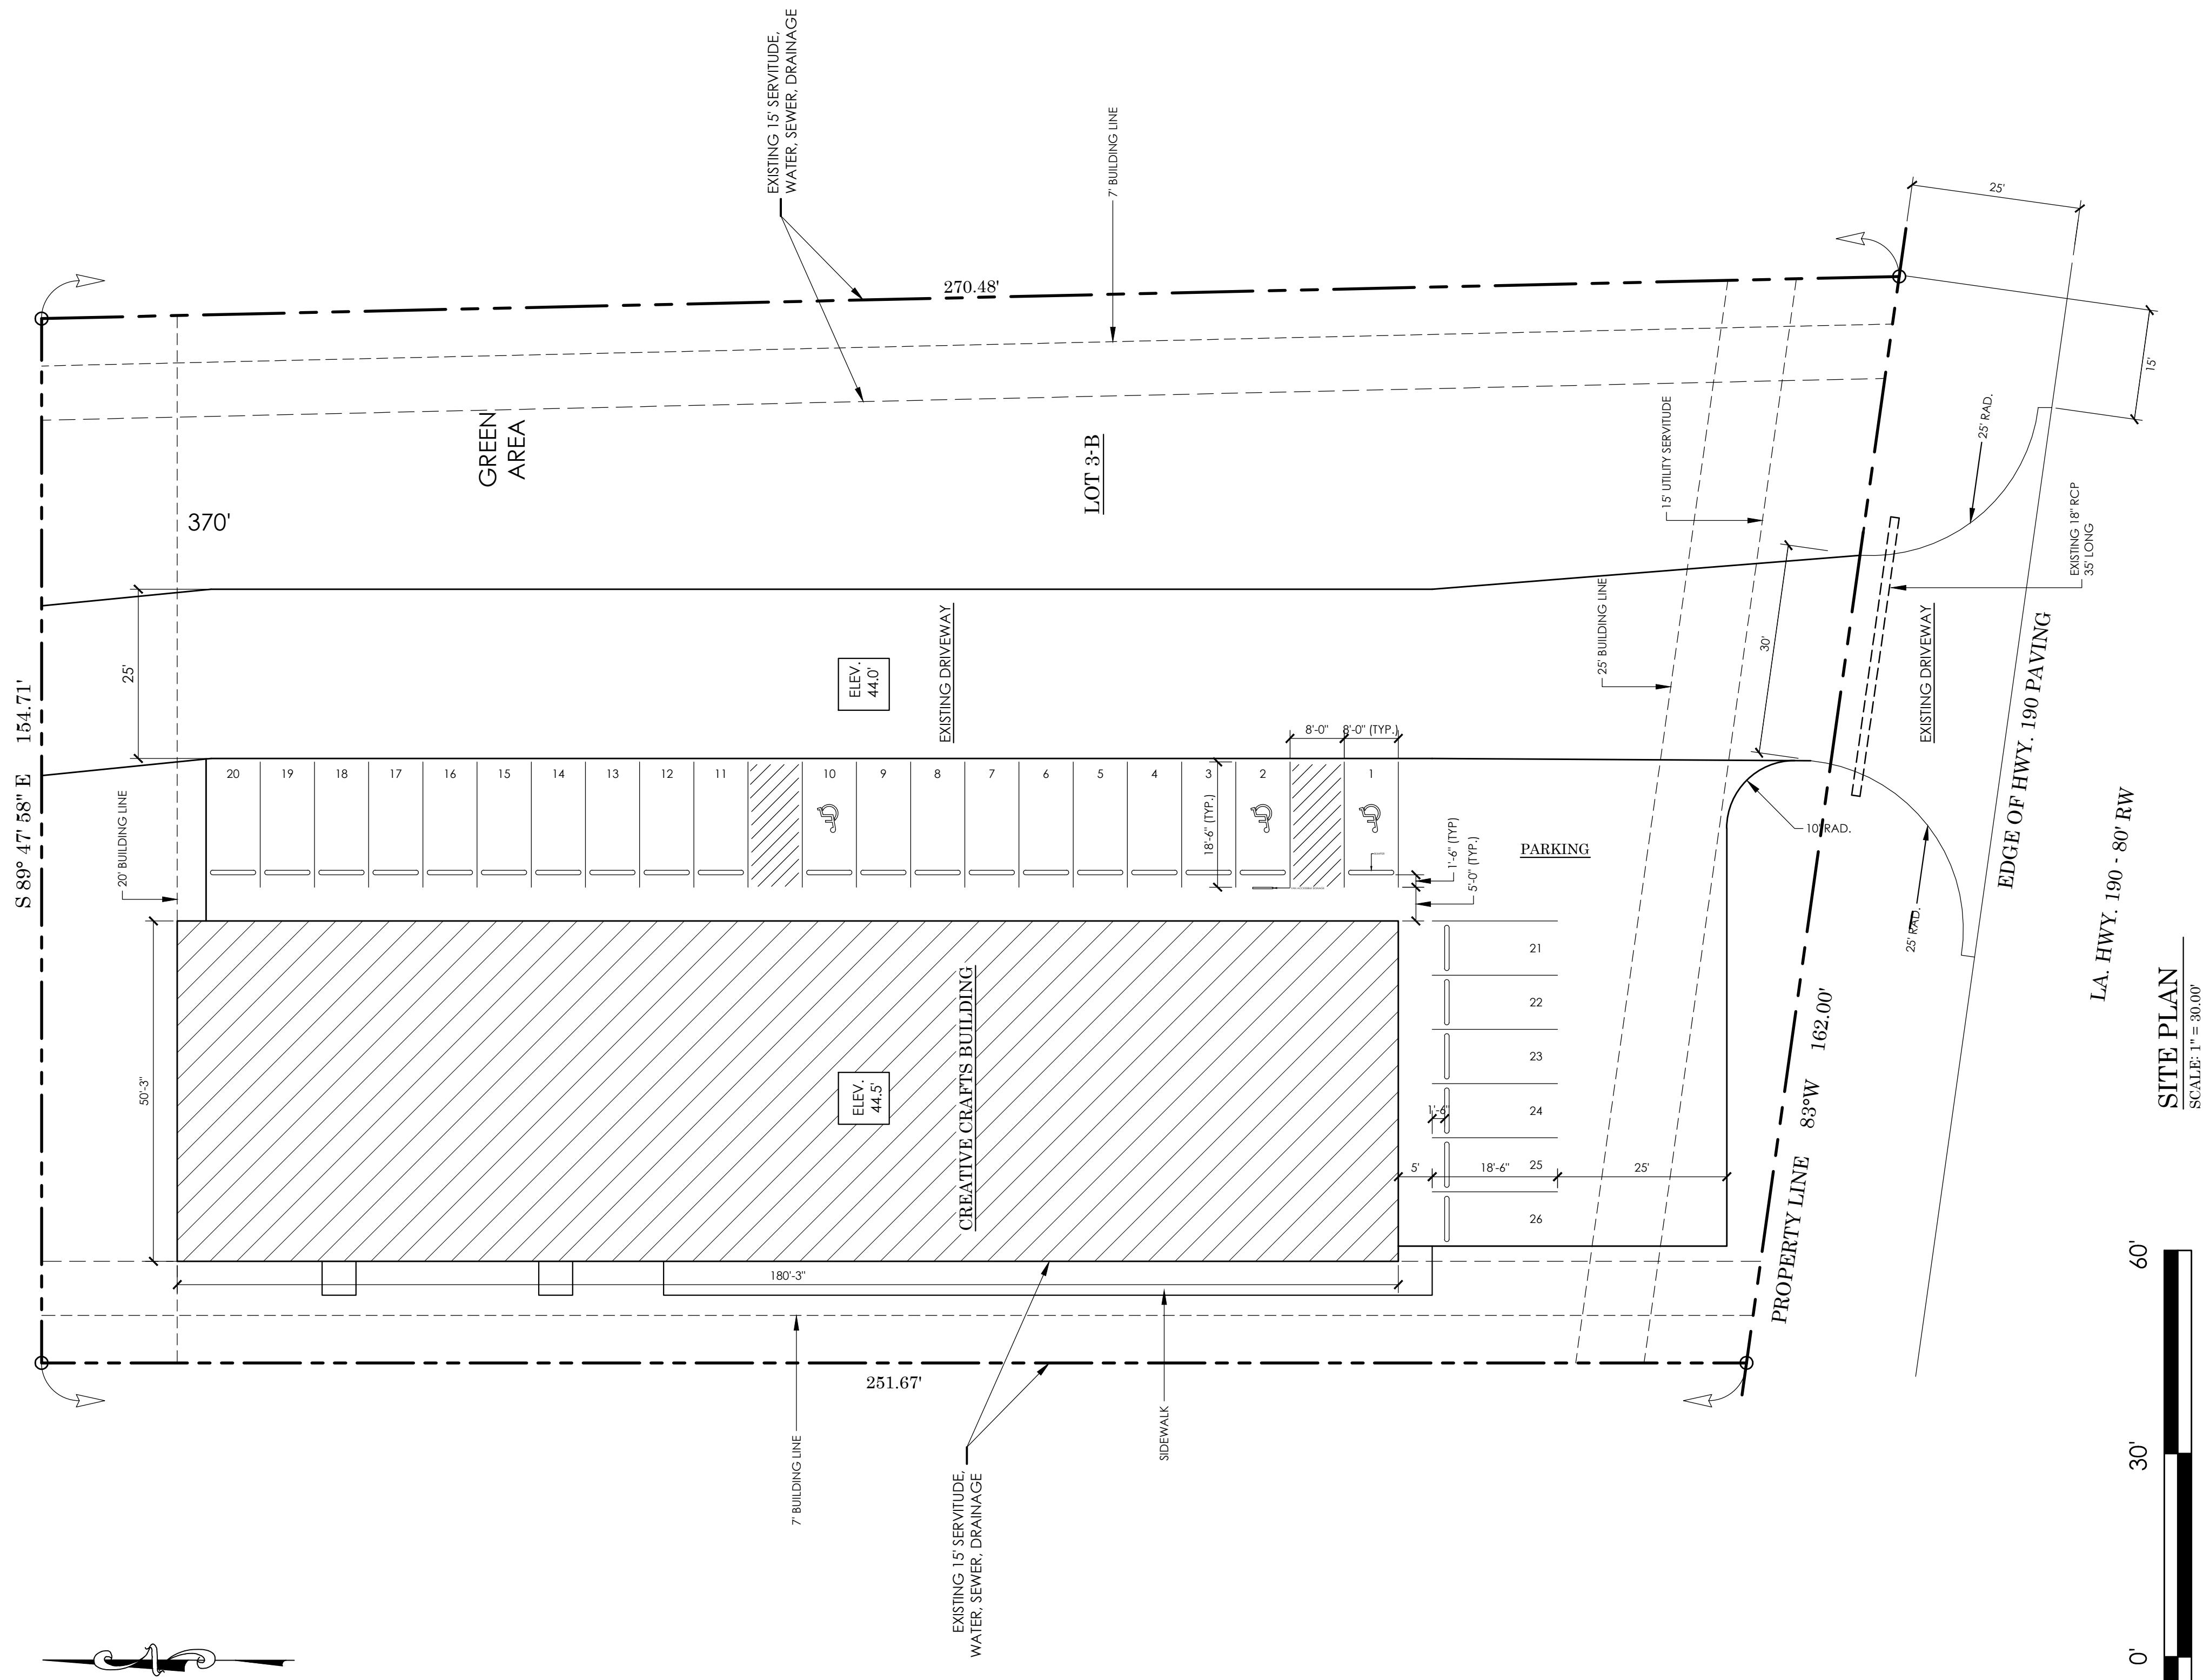 EXISTING 15' SERVITUDE,
WATER, SEWER, DRAINAGE
7' BUILDING LINE
25'
270.48'
15'
GREEN
AREA
LOT 3-B
15' UTILITY SERVITUDE
25' RAD.
370'
EXISTING 18" RCP
35' LONG
25'
S 89° 47' 58" E 154.71'
ELEV.
44.0'
EXISTING DRIVEWAY
25' BUILDING LINE
30'
EXISTING DRIVEWAY
EDGE OF HWY. 190 PAVING
8'-0"
8'-0" (TYP.)
20
19
18
17
16
15
14
13
12
11
10
9
8
7
6
5
4
3
2
1
20' BUILDING LINE
18'-6" (TYP.)
1'-6" (TYP)
5'-0" (TYP.)
PARKING
10' RAD.
25' RAD.
LA. HWY. 190 - 80' RW
21
22
23
24
25
26
50'-3"
ELEV.
44.5'
CREATIVE CRAFTS BUILDING
1'-6"
5'
18'-6"
25'
PROPERTY LINE 83°W 162.00'
180'-3"
251.67'
7' BUILDING LINE
SIDEWALK
EXISTING 15' SERVITUDE,
WATER, SEWER, DRAINAGE
SITE PLAN
SCALE: 1" = 30.00'
0'
30'
60'